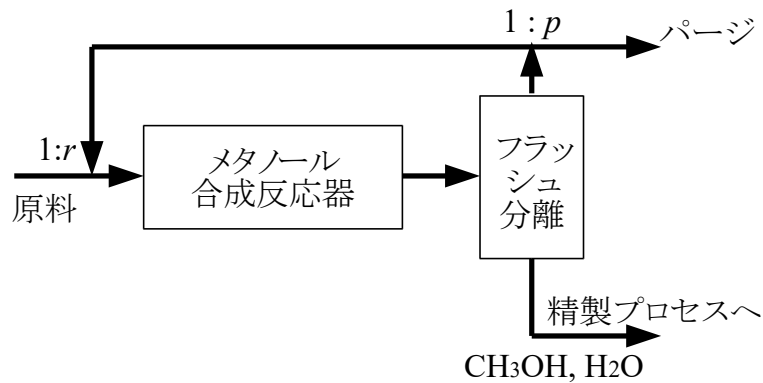 1 : p
パージ
1:r
原料
メタノール
合成反応器
フラッ
シュ
分離
精製プロセスへ
CH3OH, H2O